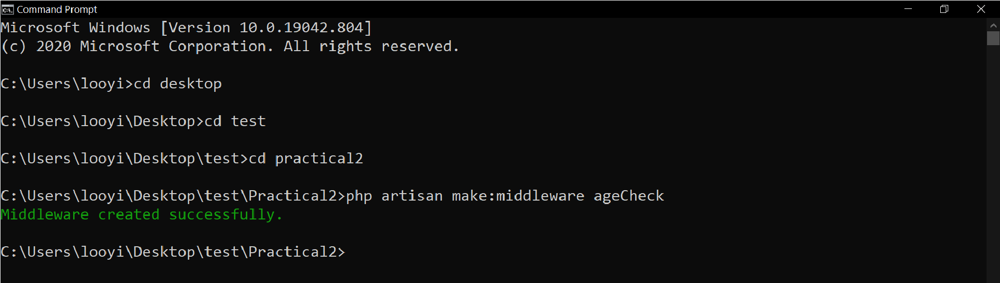 Command Prompt
Microsoft Windows [Version 10.0.19042.804]
(c) 2020 Microsoft Corporation. All rights reserved.
C:\Users\looyi>cd desktop
C:\Users\looyi\Desktop>cd test
C:\Users\looyi\Desktop\test>cd practical2
C:\Users\looyi\Desktop\test\Practical2>php artisan make:middleware ageCheck
Middleware created successfully.
C:\Users\looyi\Desktop\test\Practical2>